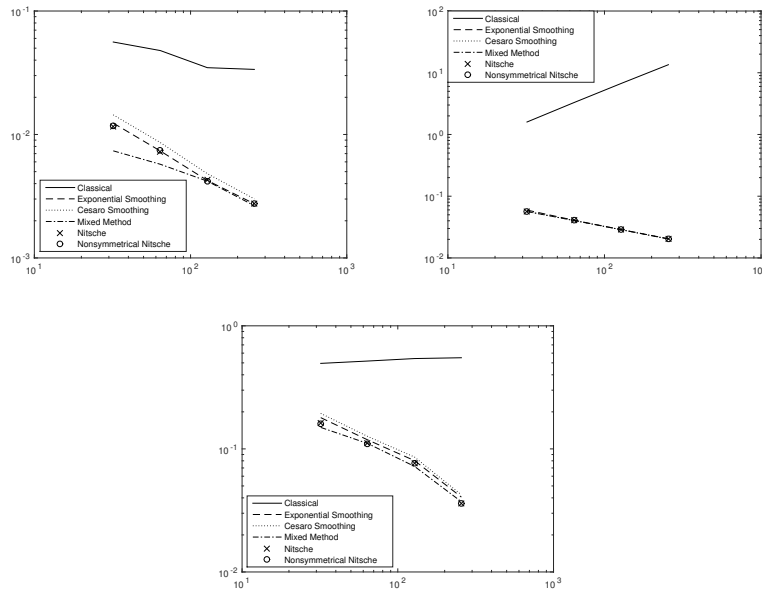 10^-1
10^-2
10^-3
10^1
10^2
10^3
Classical
Exponential Smoothing
Cesaro Smoothing
Mixed Method
Nitsche
Nonsymmetrical Nitsche
10^2
10^1
10^0
10^-1
10^-2
10^1
10^2
10
Classical
Exponential Smoothing
Cesaro Smoothing
Mixed Method
Nitsche
Nonsymmetrical Nitsche
10^0
10^-1
10^-2
10^1
10^2
10^3
Classical
Exponential Smoothing
Cesaro Smoothing
Mixed Method
Nitsche
Nonsymmetrical Nitsche